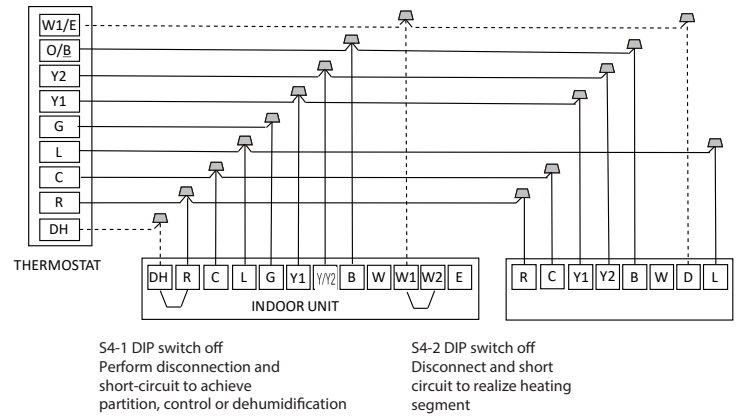 W1/E
O/B
Y2
Y1
G
L
C
R
DH
THERMOSTAT
DH R C L G Y1 Y/Y2 B W W1 W2 E
INDOOR UNIT
R C Y1 Y2 B W D L
S4-1 DIP switch off
Perform disconnection and
short-circuit to achieve
partition, control or dehumidification
S4-2 DIP switch off
Disconnect and short
circuit to realize heating
segment